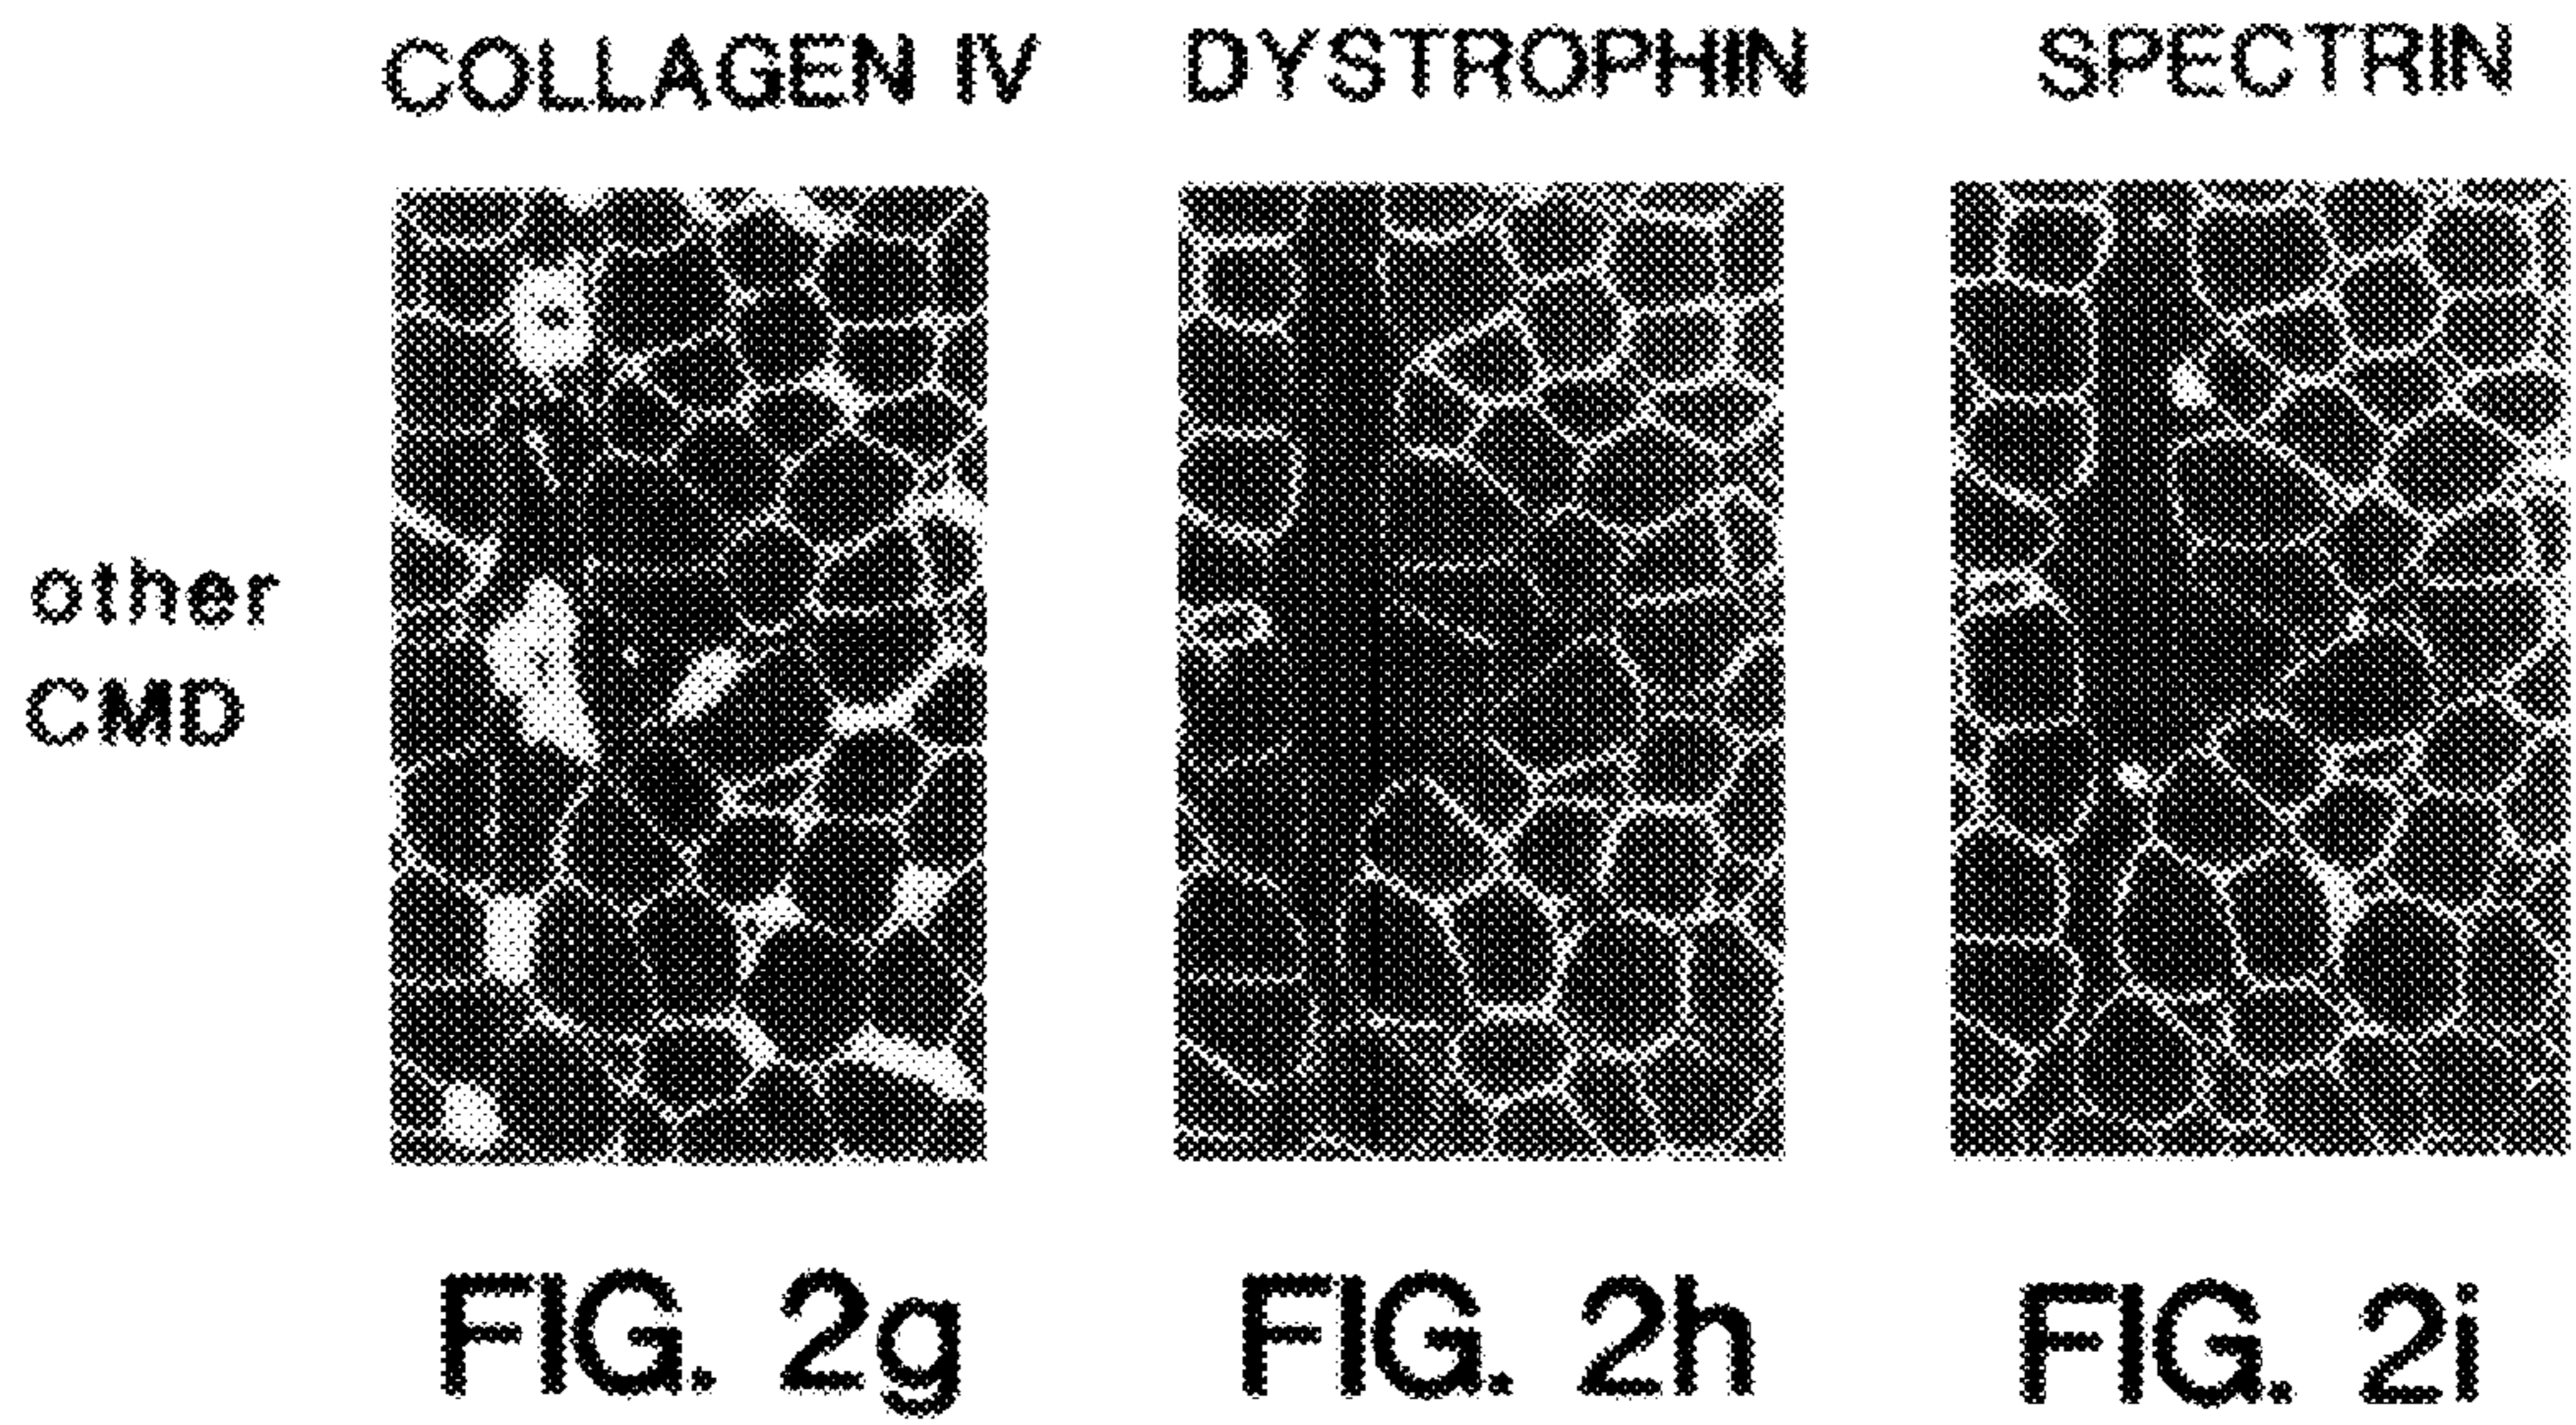 COLLAGEN IV DYSTROPHIN SPECTRIN
other
CMD
FIG. 2g FIG. 2h FIG. 2i